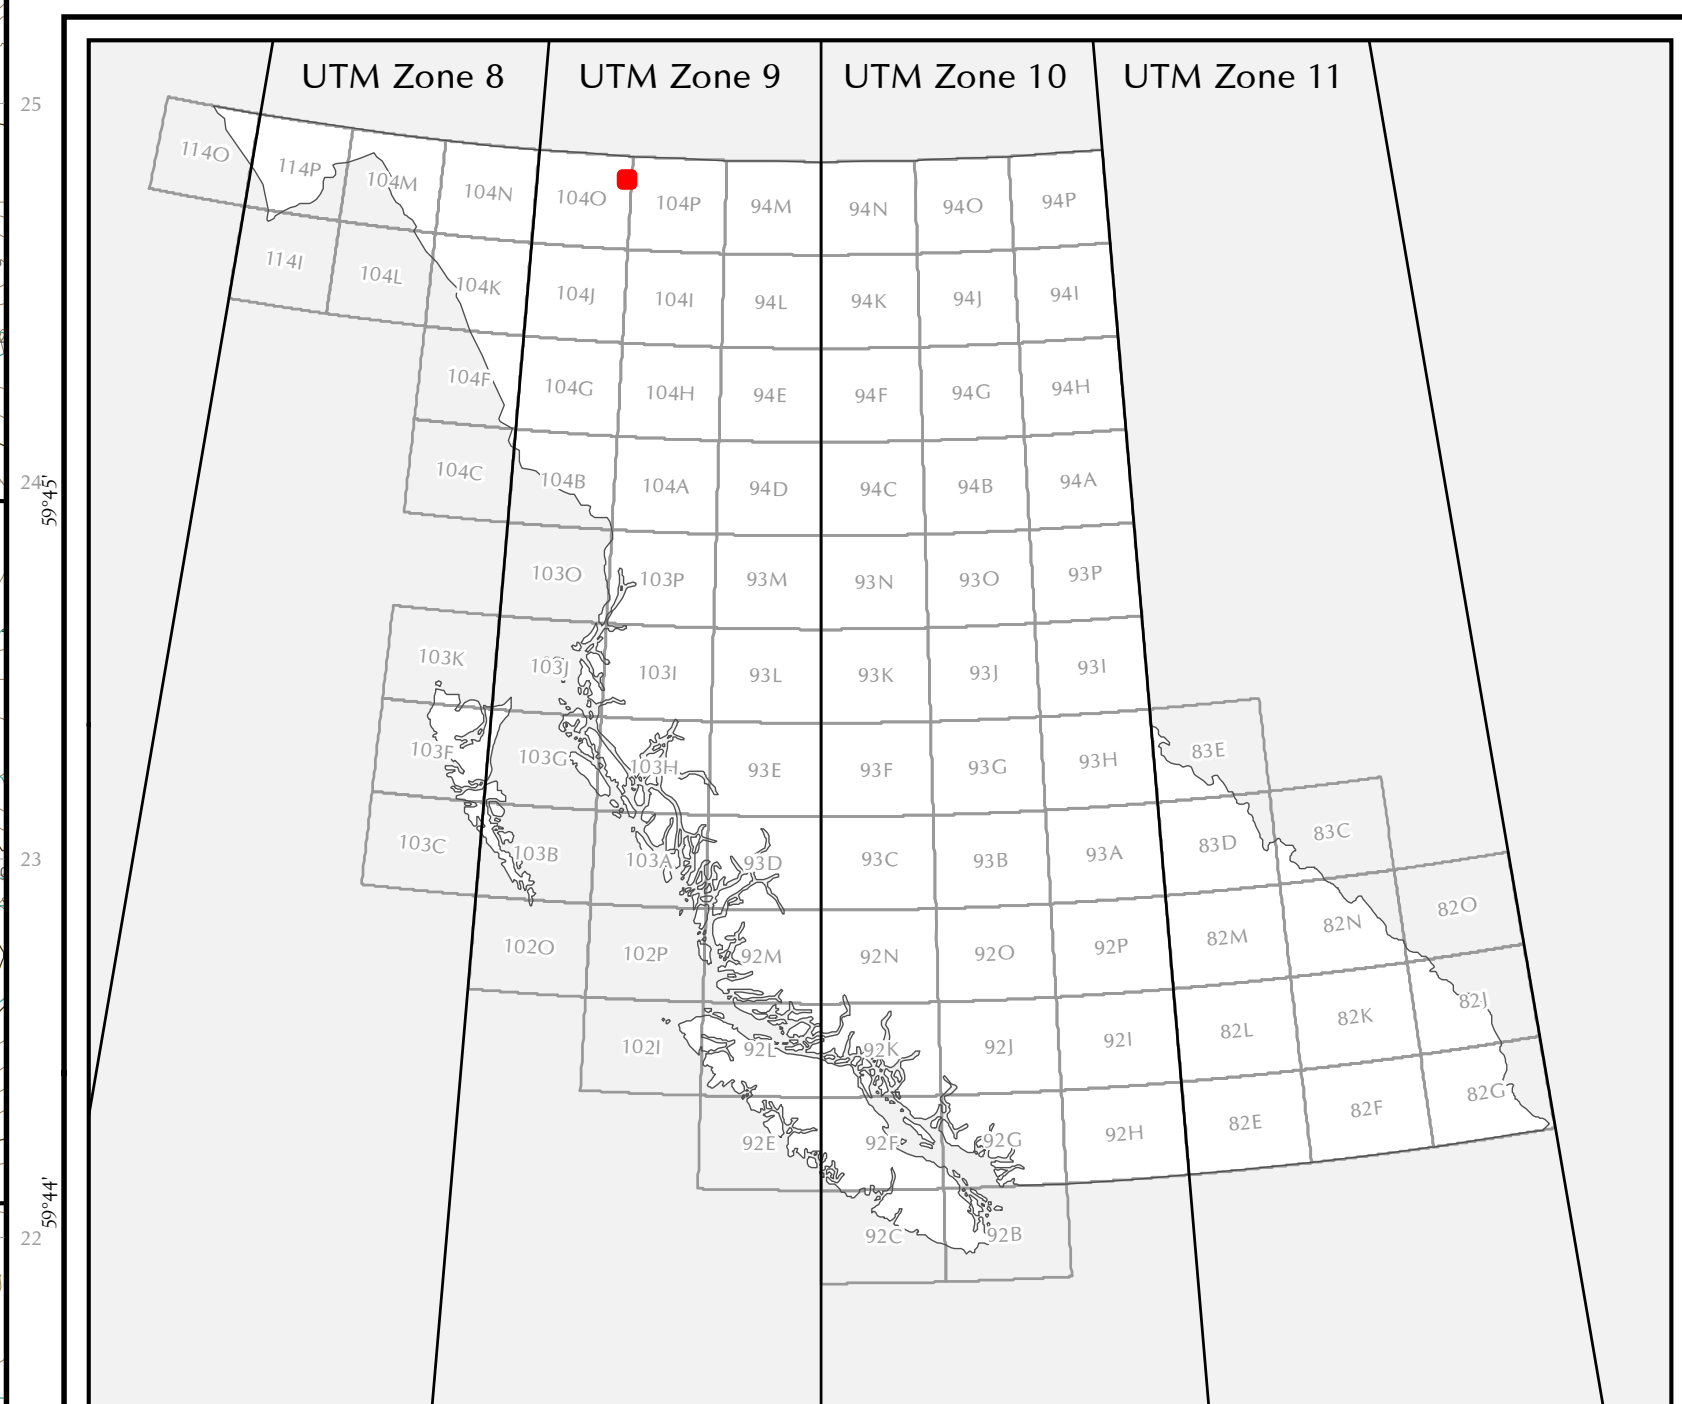 UTM Zone 8 UTM Zone 9 UTM Zone 10 UTM Zone 11
25
114O 114P 104M 104N 104O 104P 94M 94N 94O 94P
114I 104L 104K 104J 104I 94L 94K 94J 94I
104F 104G 104H 94E 94F 94G 94H
24
59°45'
104C 104B 104A 94D 94C 94B 94A
103O 103P 93M 93N 93O 93P
103K 103J 103I 93L 93K 93J 93I
103F 103G 103H 93E 93F 93G 93H 83E
23
103C 103B 103A 93D 93C 93B 93A 83D 83C
102O 102P 92M 92N 92O 92P 82M 82N 82O
102I 92L 92K 92J 92I 82L 82K 82J
92E 92F 92G 92H 82E 82F 82G
59°44'
22
92C 92B